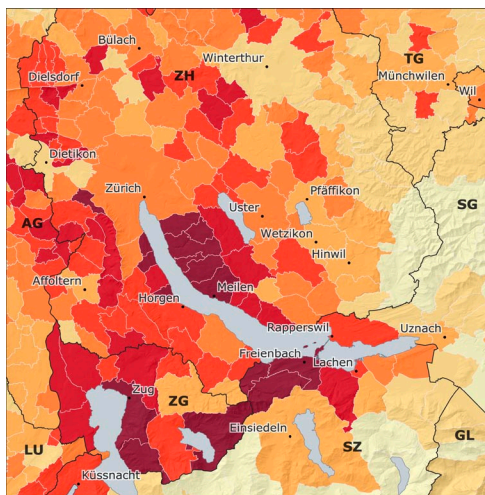 Bülach
Winterthur
TG
Dielsdorf
ZH
Münchwilen
Wil
Dietikon
Zürich
Pfäffikon
SG
Uster
AG
Wetzikon
Hinwil
Affoltern
Meilen
Horgen
Rapperswil
Uznach
Freienbach
Lachen
Zug
ZG
Einsiedeln
GL
LU
SZ
Küssnacht